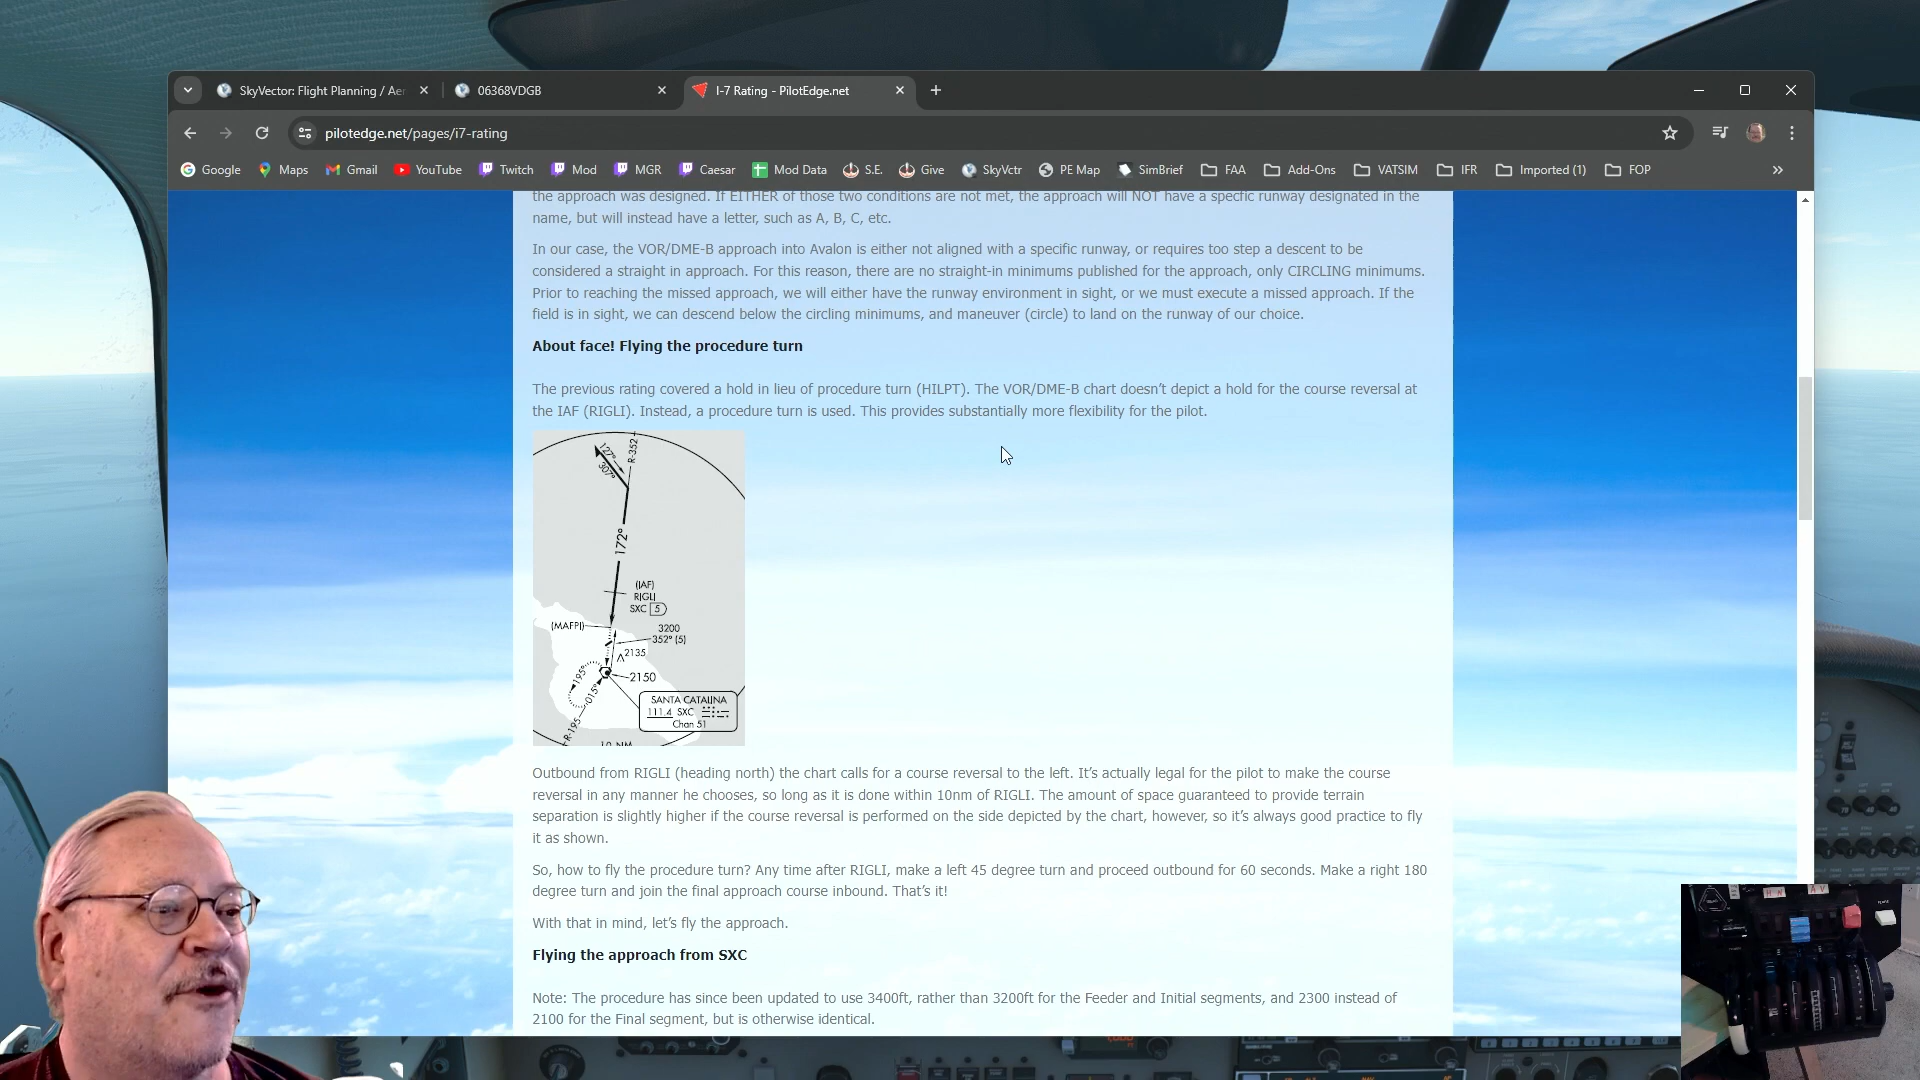 SkyVector: Flight Planning / Aer
06368VDGB
I-7 Rating - PilotEdge.net
pilotedge.net/pages/i7-rating
Google
Maps
Gmail
YouTube
Twitch
Mod
MGR
Caesar
Mod Data
S.E.
Give
SkyVctr
PE Map
SimBrief
FAA
Add-Ons
VATSIM
IFR
Imported (1)
FOP
the approach was designed. If EITHER of those two conditions are not met, the approach will NOT have a specfic runway designated in the
name, but will instead have a letter, such as A, B, C, etc.
In our case, the VOR/DME-B approach into Avalon is either not aligned with a specific runway, or requires too step a descent to be
considered a straight in approach. For this reason, there are no straight-in minimums published for the approach, only CIRCLING minimums.
Prior to reaching the missed approach, we will either have the runway environment in sight, or we must execute a missed approach. If the
field is in sight, we can descend below the circling minimums, and maneuver (circle) to land on the runway of our choice.
About face! Flying the procedure turn
The previous rating covered a hold in lieu of procedure turn (HILPT). The VOR/DME-B chart doesn't depict a hold for the course reversal at
the IAF (RIGLI). Instead, a procedure turn is used. This provides substantially more flexibility for the pilot.
127°
307°
R-352
172°
(IAF)
RIGLI
SXC 5
(MAFPI)
3200
352° (5)
2135
2150
195°
015°
R-195
SANTA CATALINA
111.4 SXC
Chan 51
10 NM
Outbound from RIGLI (heading north) the chart calls for a course reversal to the left. It's actually legal for the pilot to make the course
reversal in any manner he chooses, so long as it is done within 10nm of RIGLI. The amount of space guaranteed to provide terrain
separation is slightly higher if the course reversal is performed on the side depicted by the chart, however, so it's always good practice to fly
it as shown.
So, how to fly the procedure turn? Any time after RIGLI, make a left 45 degree turn and proceed outbound for 60 seconds. Make a right 180
degree turn and join the final approach course inbound. That's it!
With that in mind, let's fly the approach.
Flying the approach from SXC
Note: The procedure has since been updated to use 3400ft, rather than 3200ft for the Feeder and Initial segments, and 2300 instead of
2100 for the Final segment, but is otherwise identical.